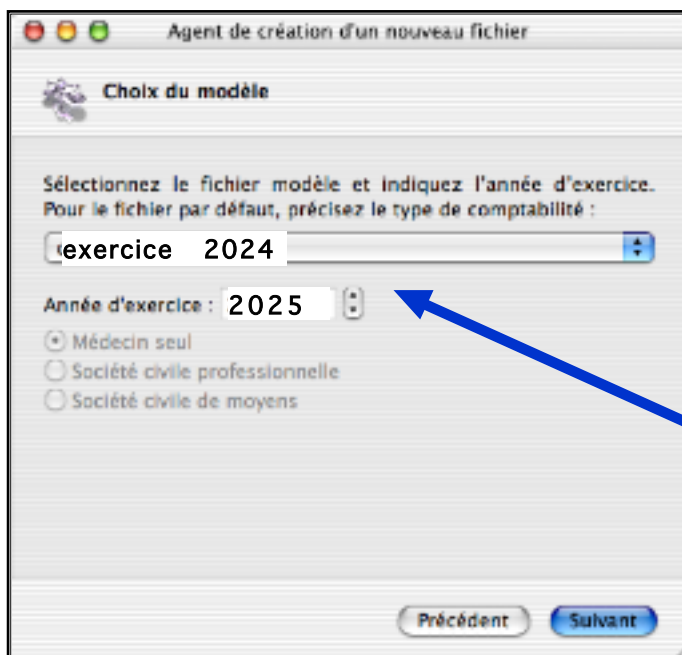 Agent de création d'un nouveau fichier
Choix du modèle
Sélectionnez le fichier modèle et indiquez l'année d'exercice.
Pour le fichier par défaut, précisez le type de comptabilité :
exercice 2024
Année d'exercice : 2025
Médecin seul
Société civile professionnelle
Société civile de moyens
Précédent Suivant